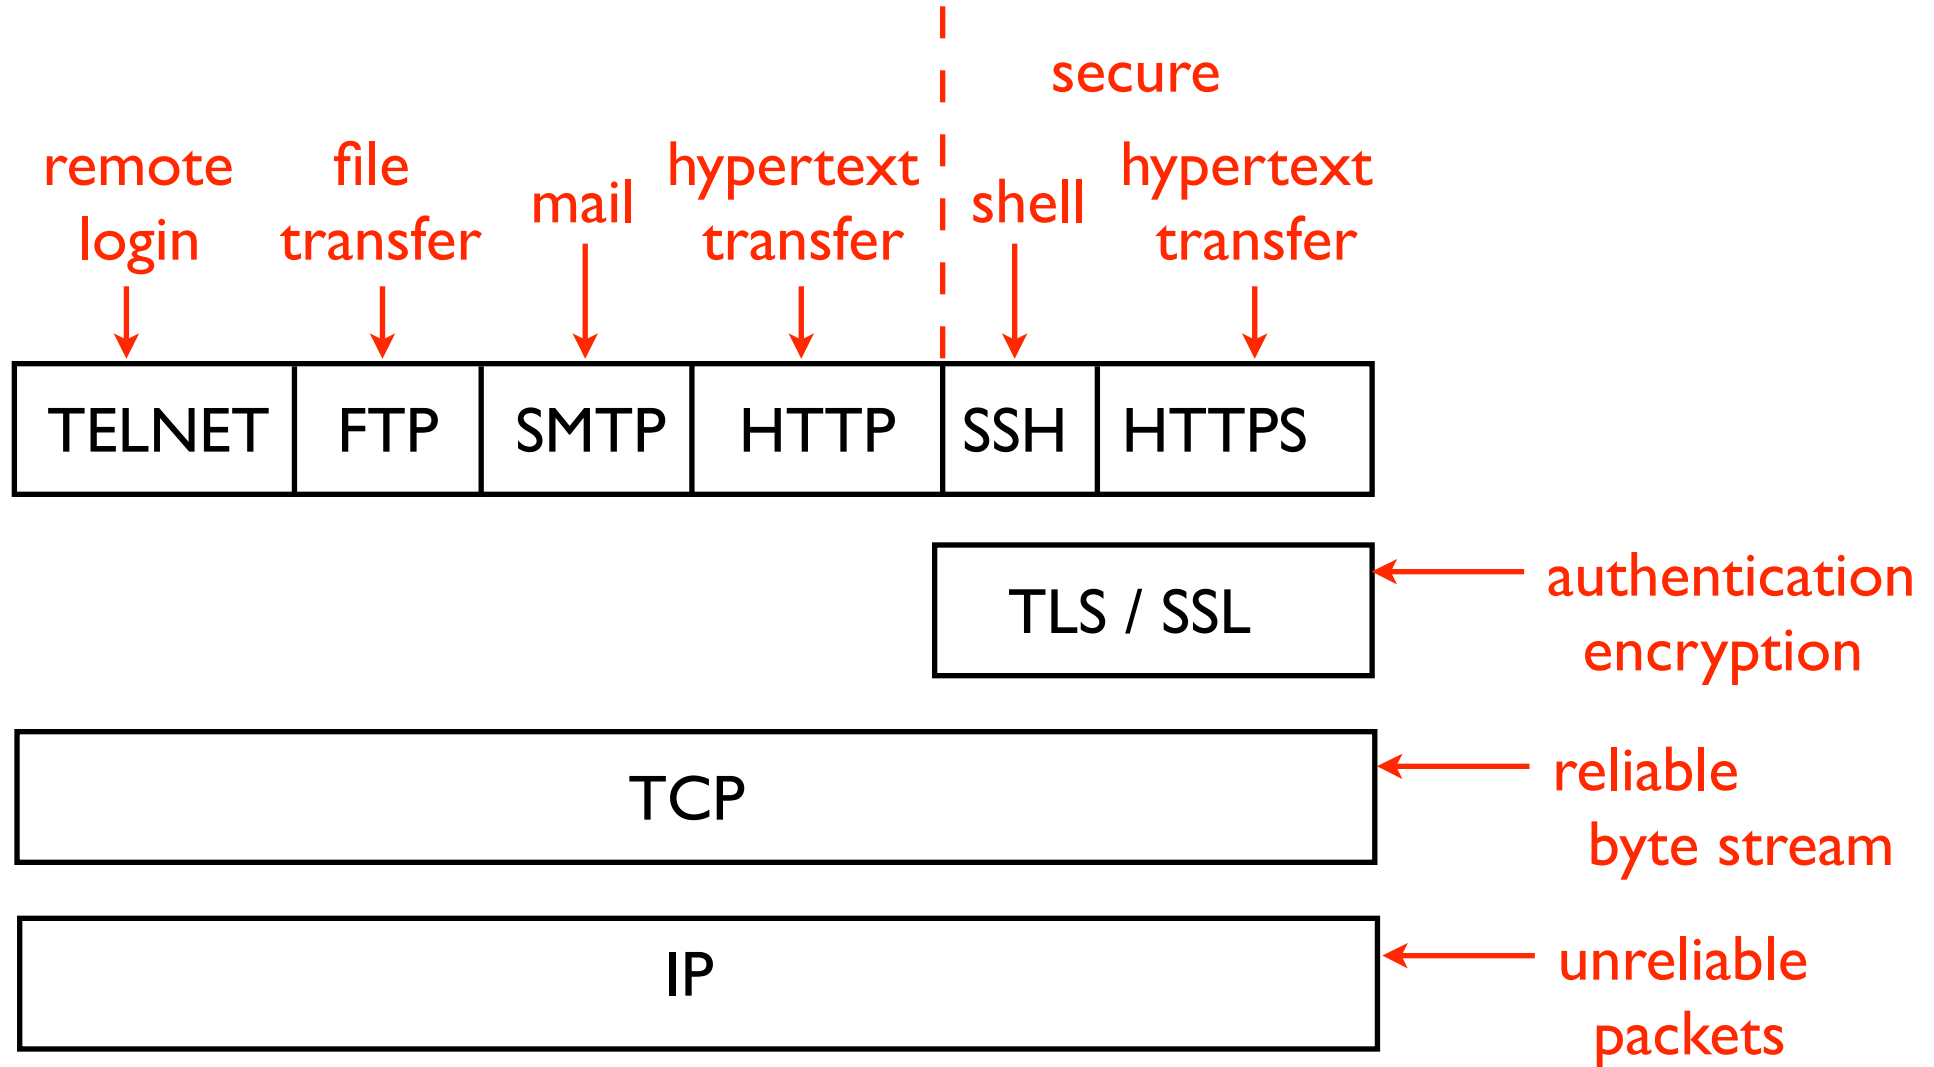 secure
remote
login
file
transfer
mail
hypertext
transfer
shell
hypertext
transfer
TELNET
FTP
SMTP
HTTP
SSH
HTTPS
TLS / SSL
authentication
encryption
TCP
reliable
byte stream
IP
unreliable
packets